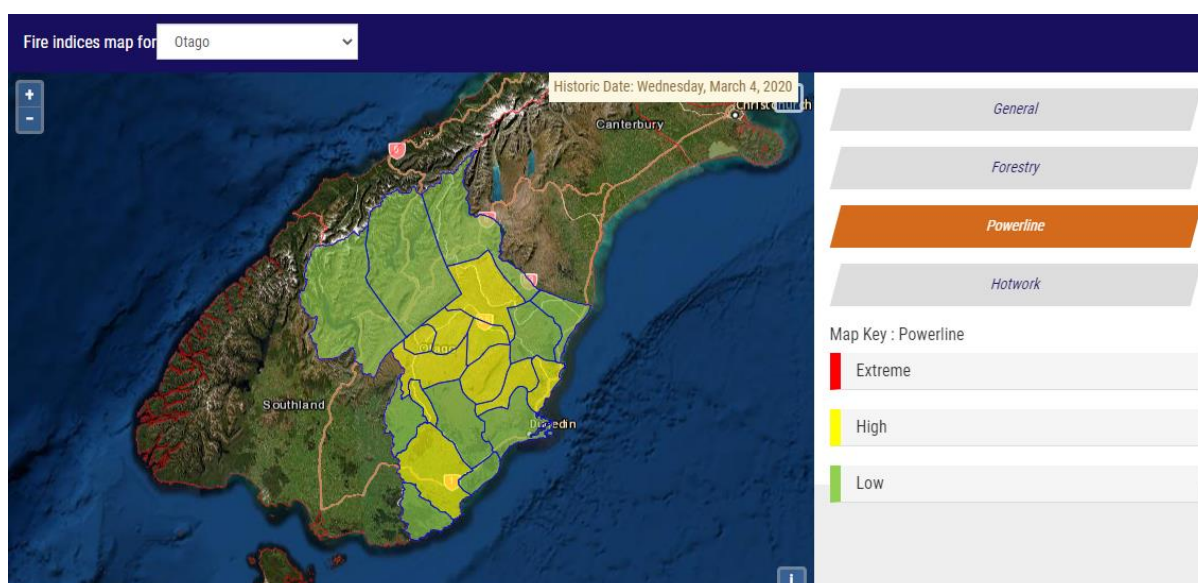 Fire indices map for Otago
+
-
Historic Date: Wednesday, March 4, 2020
Christchurch
Canterbury
Otago
Southland
Dunedin
i
General
Forestry
Powerline
Hotwork
Map Key : Powerline
Extreme
High
Low